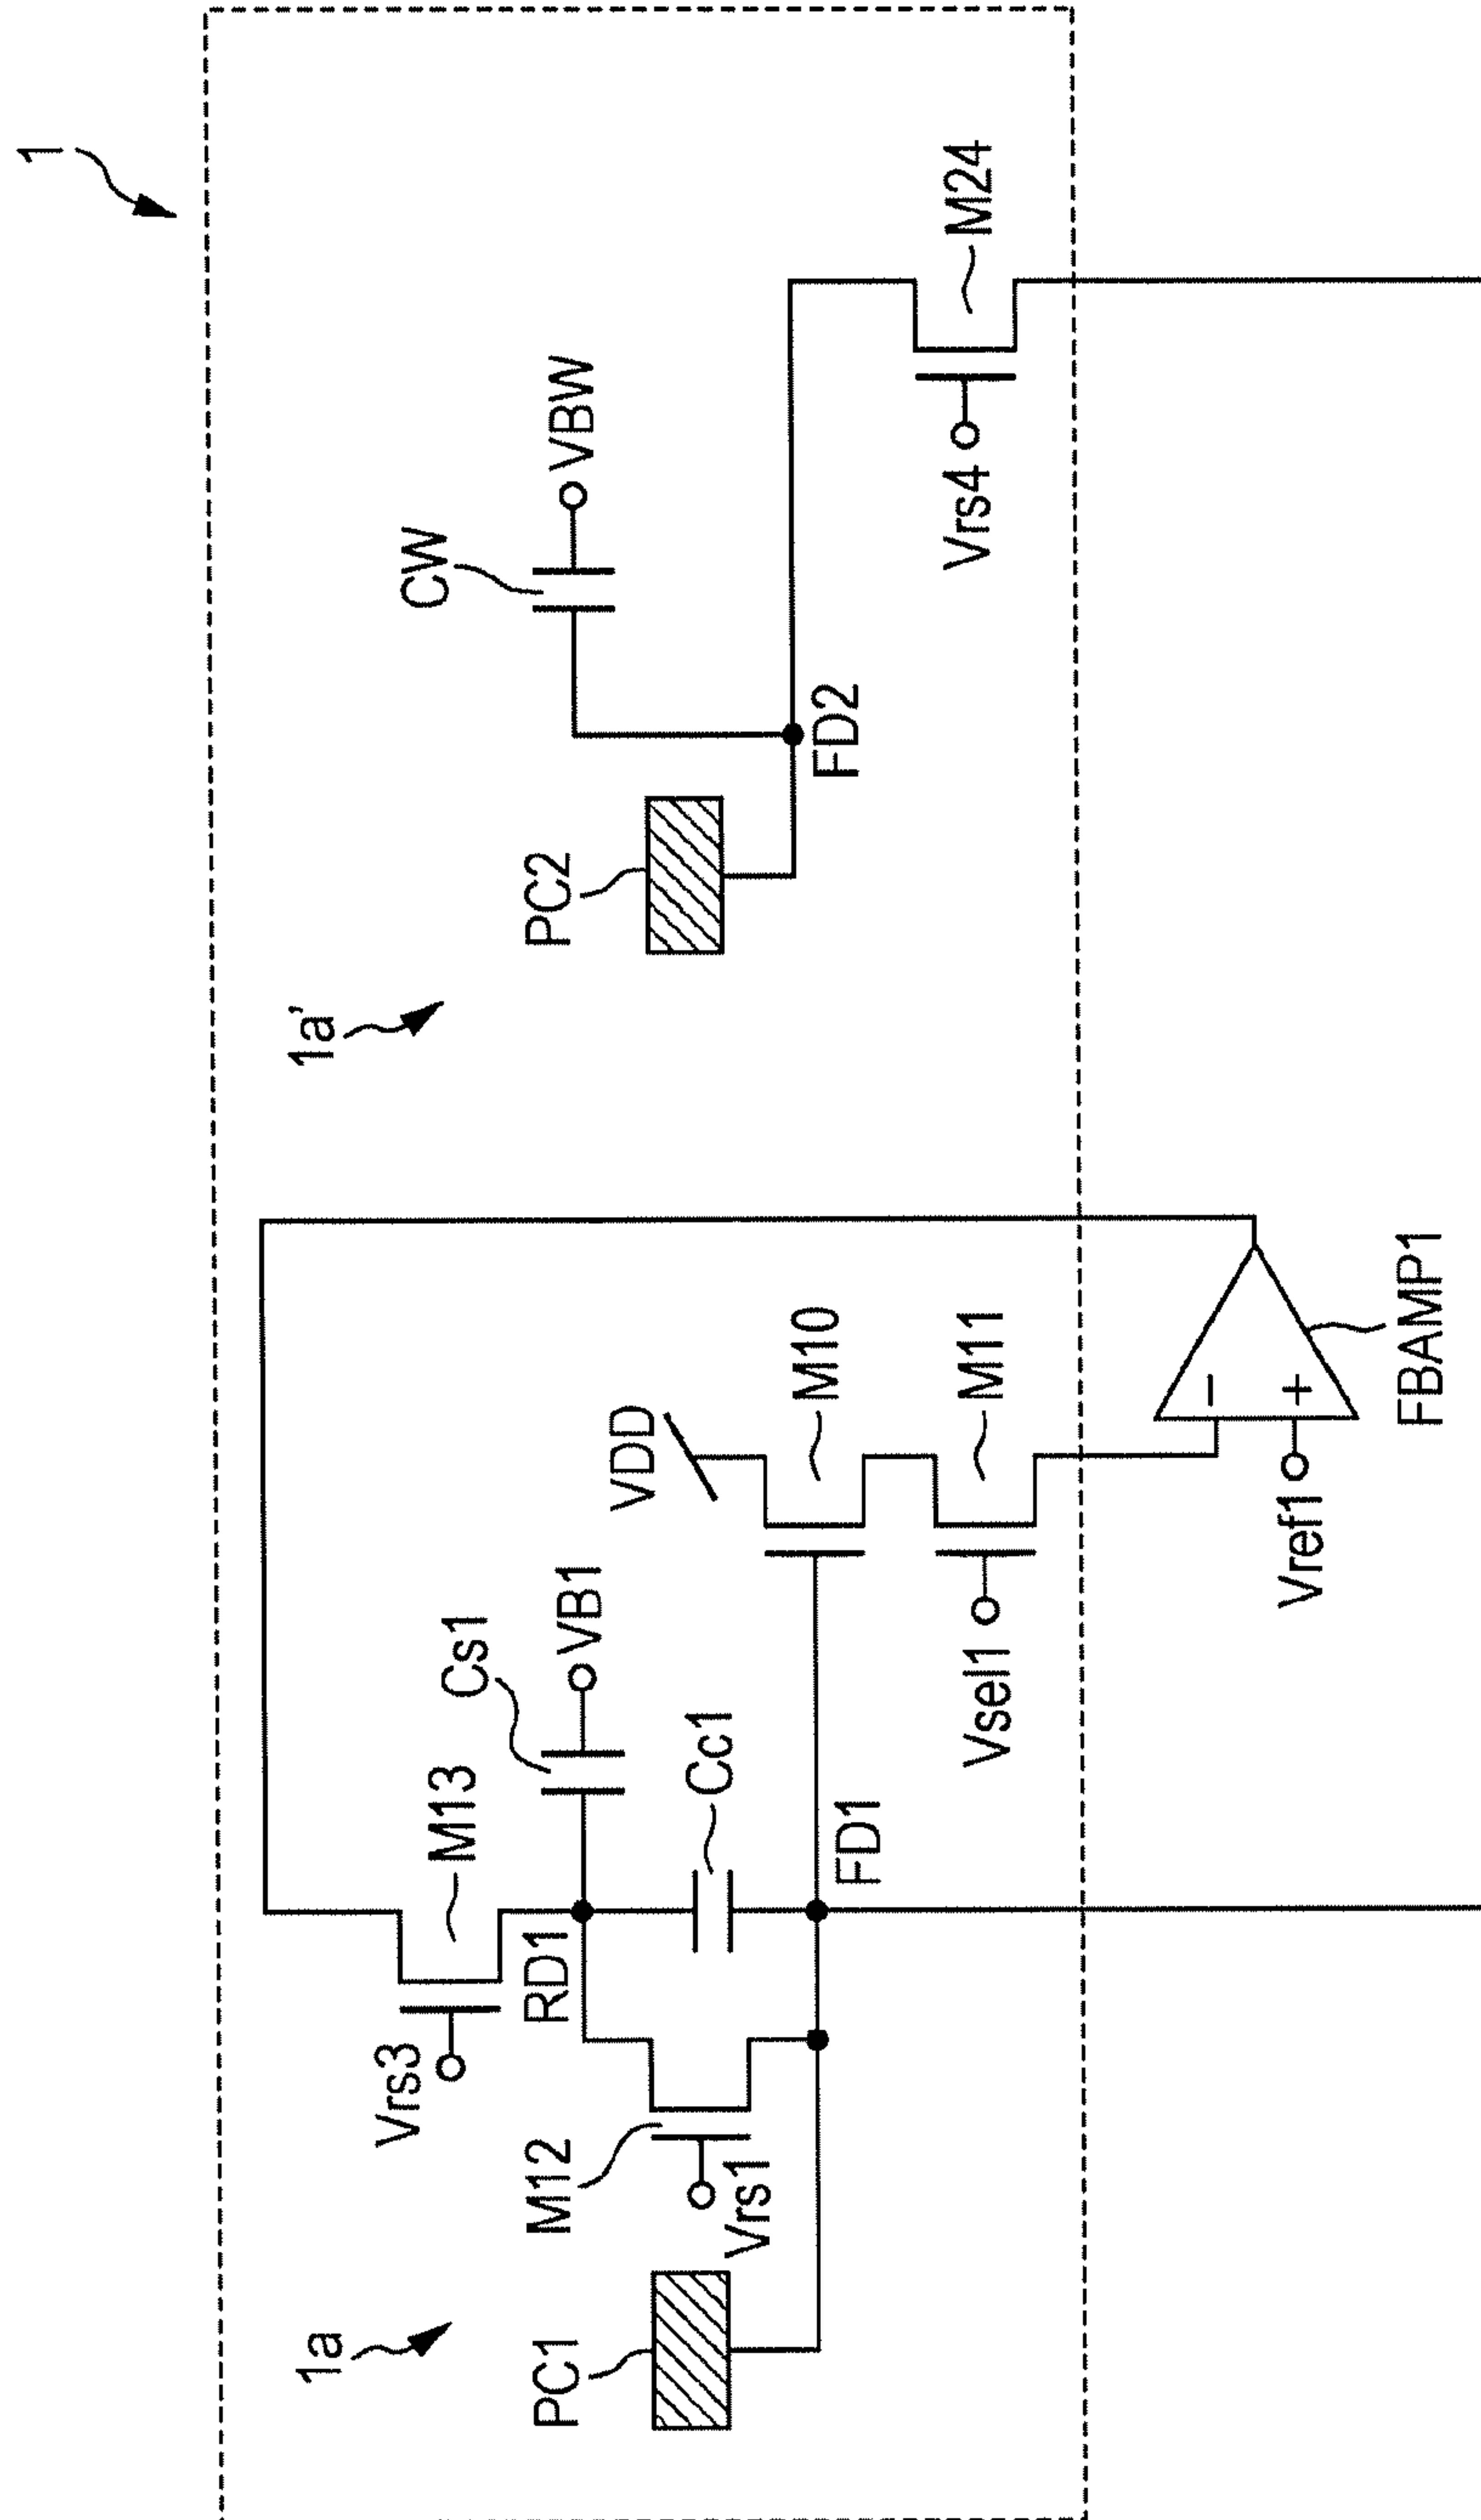 1
1a
1a'
PC1
M12
Vrs1
Vrs3
M13
RD1
Cs1
VB1
Cc1
FD1
VDD
M10
M11
Vsel1
Vref1
−
+
FBAMP1
PC2
CW
VBW
FD2
Vrs4
M24